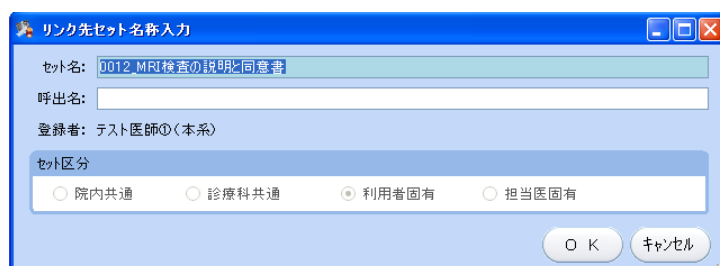 リンク先セット名称入力
セット名: 0012_MRI検査の説明と同意書
呼出名:
登録者: テスト医師①(本系)
セット区分
院内共通 診療科共通 利用者固有 担当医固有
OK キャンセル